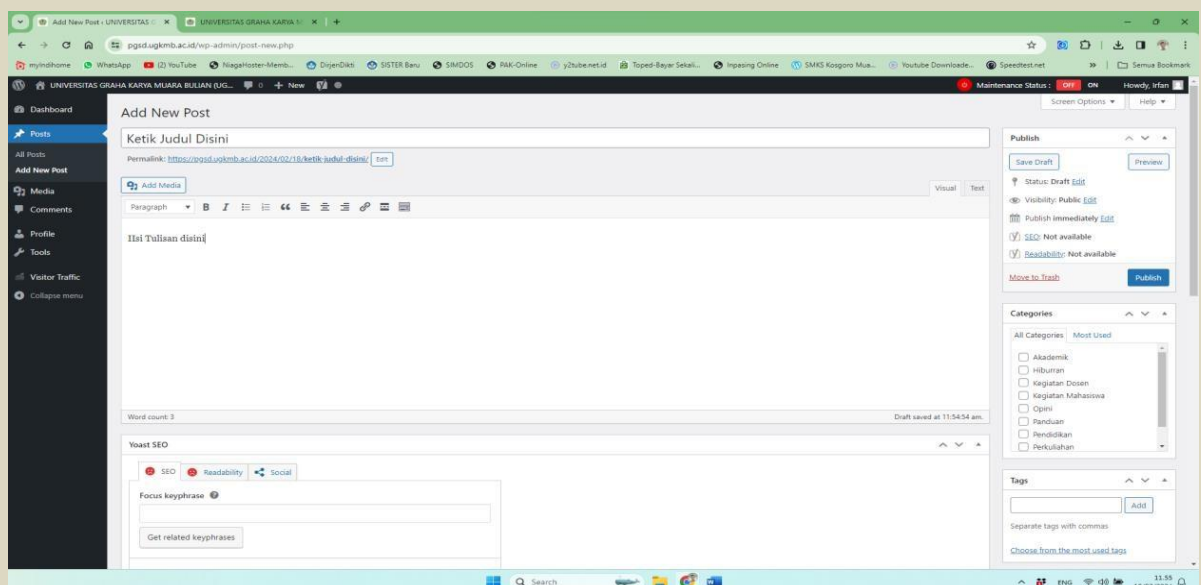 Add New Post ‹ UNIVERSITAS G
UNIVERSITAS GRAHA KARYA M
pgsd.ugkmb.ac.id/wp-admin/post-new.php
myindihome WhatsApp (2) YouTube NiagaHoster-Memb... DirjenDikti SISTER Baru SIMDOS PAK-Online y2tube.net.id Toped-Bayar Sekali... Inpasing Online SMKS Kosgoro Mua... Youtube Downloade... Speedtest.net » Semua Bookmark
UNIVERSITAS GRAHA KARYA MUARA BULIAN (UG... 0 + New Maintenance Status : OFF ON Howdy, Irfan
Screen Options Help
Dashboard
Posts
All Posts
Add New Post
Media
Comments
Profile
Tools
Visitor Traffic
Collapse menu
Add New Post
Ketik Judul Disini
Permalink: https://pgsd.ugkmb.ac.id/2024/02/18/ketik-judul-disini/ Edit
Add Media
Visual Text
Paragraph B I
IIsi Tulisan disini
Word count: 3 Draft saved at 11:54:54 am.
Yoast SEO
SEO Readability Social
Focus keyphrase
Get related keyphrases
Publish
Save Draft Preview
Status: Draft Edit
Visibility: Public Edit
Publish immediately Edit
SEO: Not available
Readability: Not available
Move to Trash Publish
Categories
All Categories Most Used
Akademik
Hiburran
Kegiatan Dosen
Kegiatan Mahasiswa
Opini
Panduan
Pendidikan
Perkuliahan
Tags
Add
Separate tags with commas
Choose from the most used tags
Search
ENG 11.55